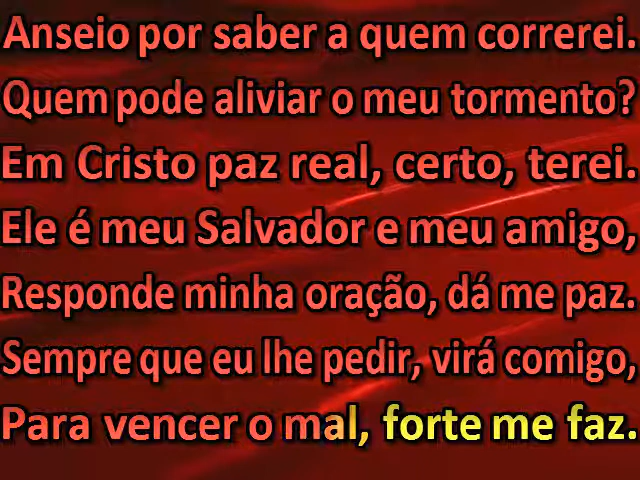 Anseio por saber a quem correrei.
Quem pode aliviar o meu tormento?
Em Cristo paz real, certo, terei.
Ele é meu Salvador e meu amigo,
Responde minha oração, dá me paz.
Sempre que eu lhe pedir, virá comigo,
Para vencer o mal, forte me faz.